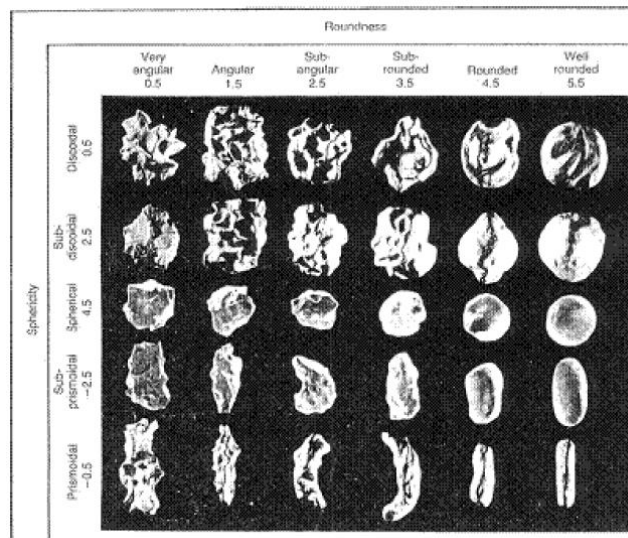 Roundness
Very
angular
0.5
Angular
1.5
Sub-
angular
2.5
Sub-
rounded
3.5
Rounded
4.5
Well
rounded
5.5
Sphericity
Discoidal
0.5
Sub-
discoidal
2.5
Spherical
4.5
Sub-
prismoidal
-2.5
Prismoidal
-0.5